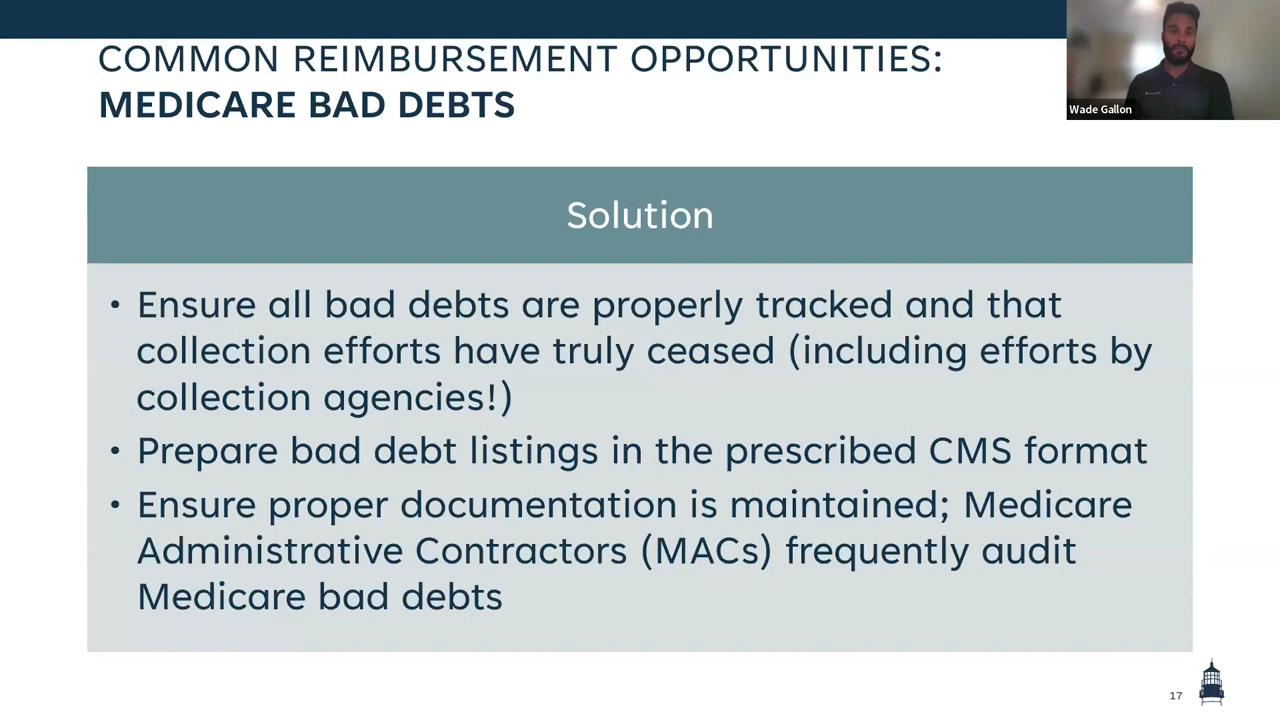 COMMON REIMBURSEMENT OPPORTUNITIES:
MEDICARE BAD DEBTS
Wade Gallon
Solution
• Ensure all bad debts are properly tracked and that
collection efforts have truly ceased (including efforts by
collection agencies!)
• Prepare bad debt listings in the prescribed CMS format
• Ensure proper documentation is maintained; Medicare
Administrative Contractors (MACs) frequently audit
Medicare bad debts
17